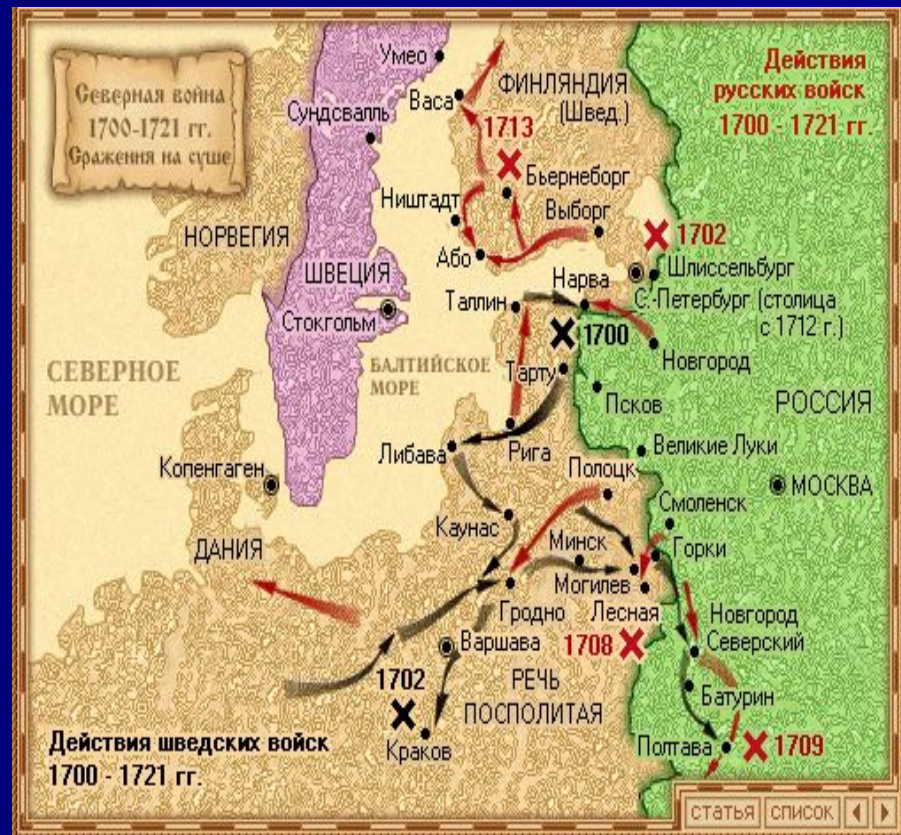 Северная война
1700-1721 гг.
Сражения на суше
Умео
Васа
Сундсвалль
ФИНЛЯНДИЯ
(Швед.)
Действия
русских войск
1700 - 1721 гг.
1713
Бьернеборг
Ништадт
Выборг
1702
НОРВЕГИЯ
Або
Шлиссельбург
ШВЕЦИЯ
Нарва
С.-Петербург (столица
с 1712 г.)
Таллин
Стокгольм
1700
Новгород
СЕВЕРНОЕ
МОРЕ
БАЛТИЙСКОЕ
МОРЕ
Тарту
Псков
РОССИЯ
Либава
Рига
Великие Луки
Копенгаген
Полоцк
МОСКВА
Смоленск
Каунас
Минск
Горки
ДАНИЯ
Могилев
Гродно
Лесная
Новгород
Северский
Варшава
1708
1702
РЕЧЬ
ПОСПОЛИТАЯ
Батурин
Краков
Полтава
1709
Действия шведских войск
1700 - 1721 гг.
статья список